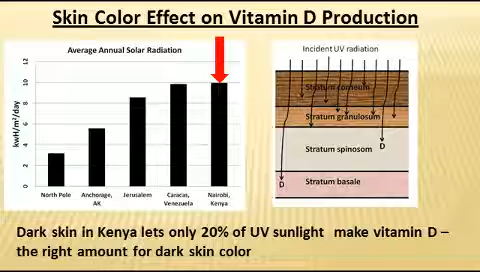 Skin Color Effect on Vitamin D Production
Average Annual Solar Radiation
kwH/m²/day
12
10
8
6
4
2
0
North Pole
Anchorage,
AK
Jerusalem
Caracas,
Venezuela
Nairobi,
Kenya
Incident UV radiation
Stratum corneum
Stratum granulosum
Stratum spinosom
D
Stratum basale
D
Dark skin in Kenya lets only 20% of UV sunlight make vitamin D –
the right amount for dark skin color